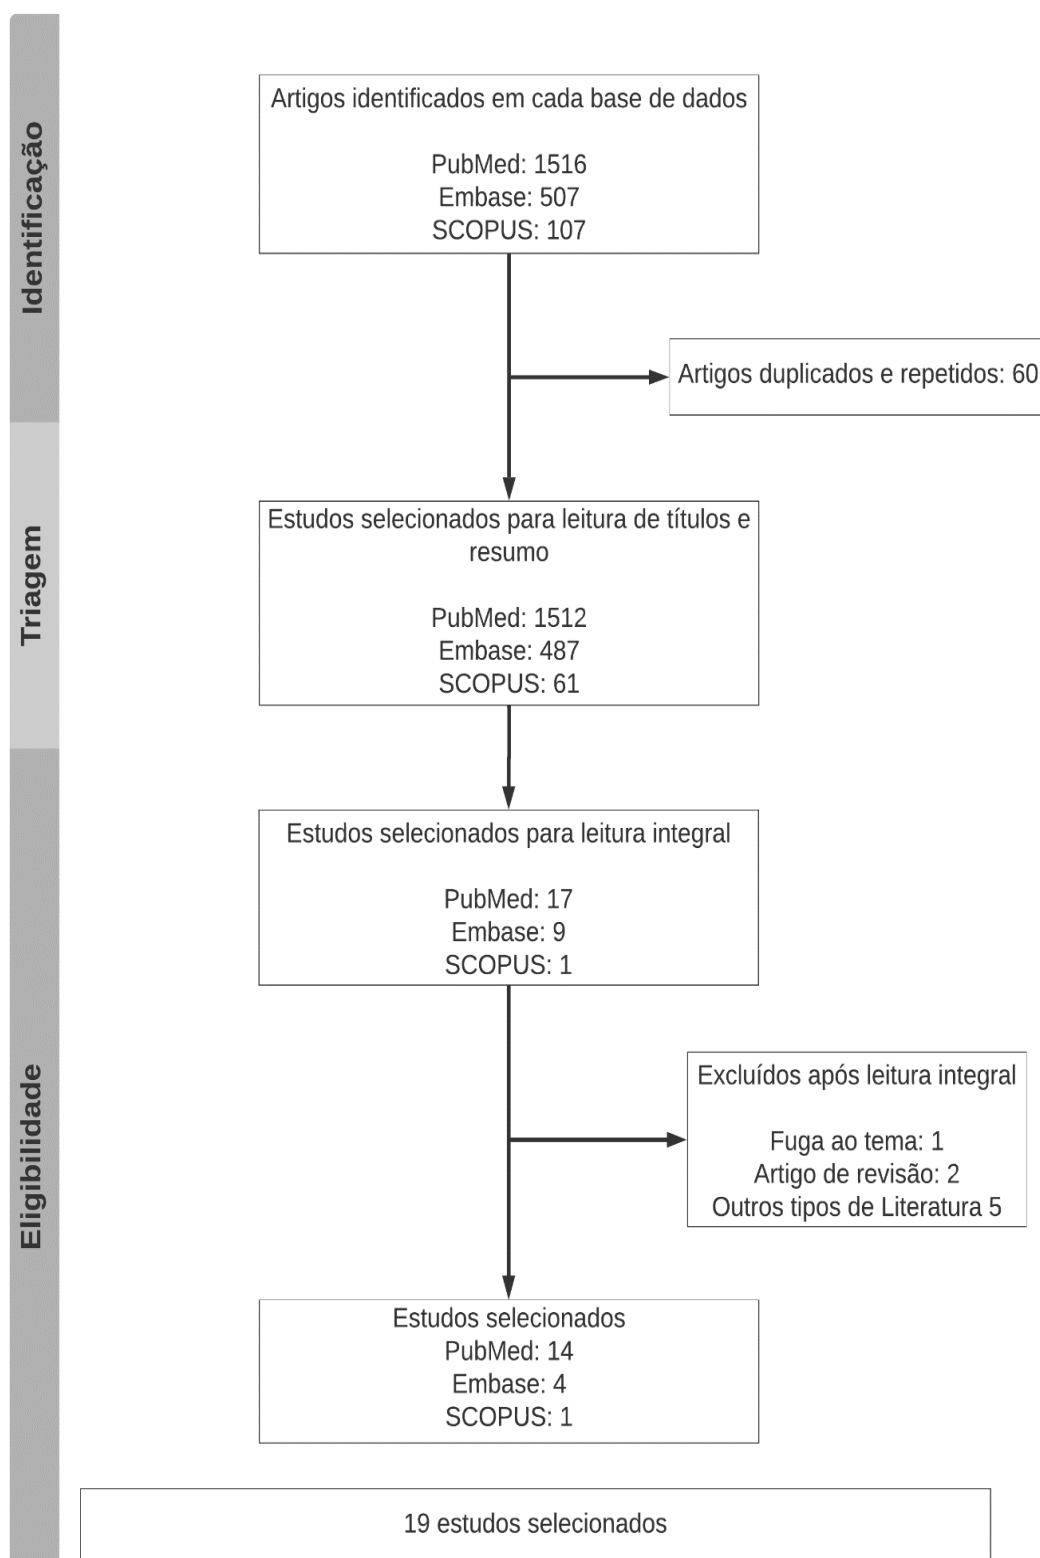 Identificação
Artigos identificados em cada base de dados
PubMed: 1516
Embase: 507
SCOPUS: 107
Artigos duplicados e repetidos: 60
Triagem
Estudos selecionados para leitura de títulos e
resumo
PubMed: 1512
Embase: 487
SCOPUS: 61
Eligibilidade
Estudos selecionados para leitura integral
PubMed: 17
Embase: 9
SCOPUS: 1
Excluídos após leitura integral
Fuga ao tema: 1
Artigo de revisão: 2
Outros tipos de Literatura 5
Estudos selecionados
PubMed: 14
Embase: 4
SCOPUS: 1
19 estudos selecionados